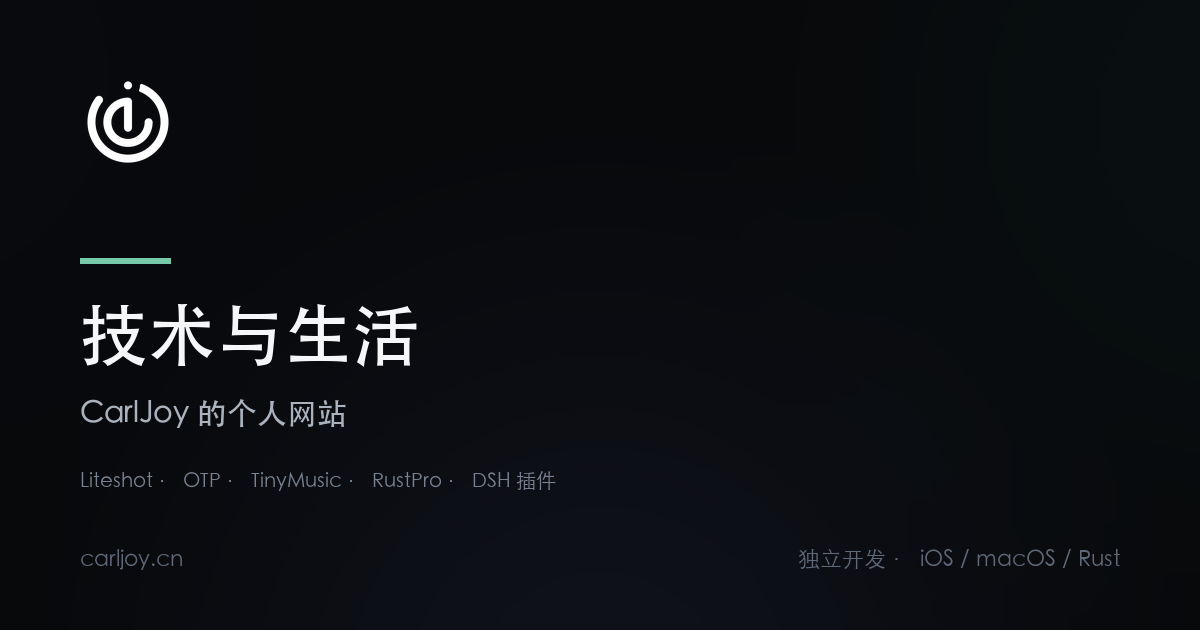 技术与生活
CarlJoy 的个人网站
Liteshot · OTP · TinyMusic · RustPro · DSH 插件
carljoy.cn
独立开发 · iOS / macOS / Rust